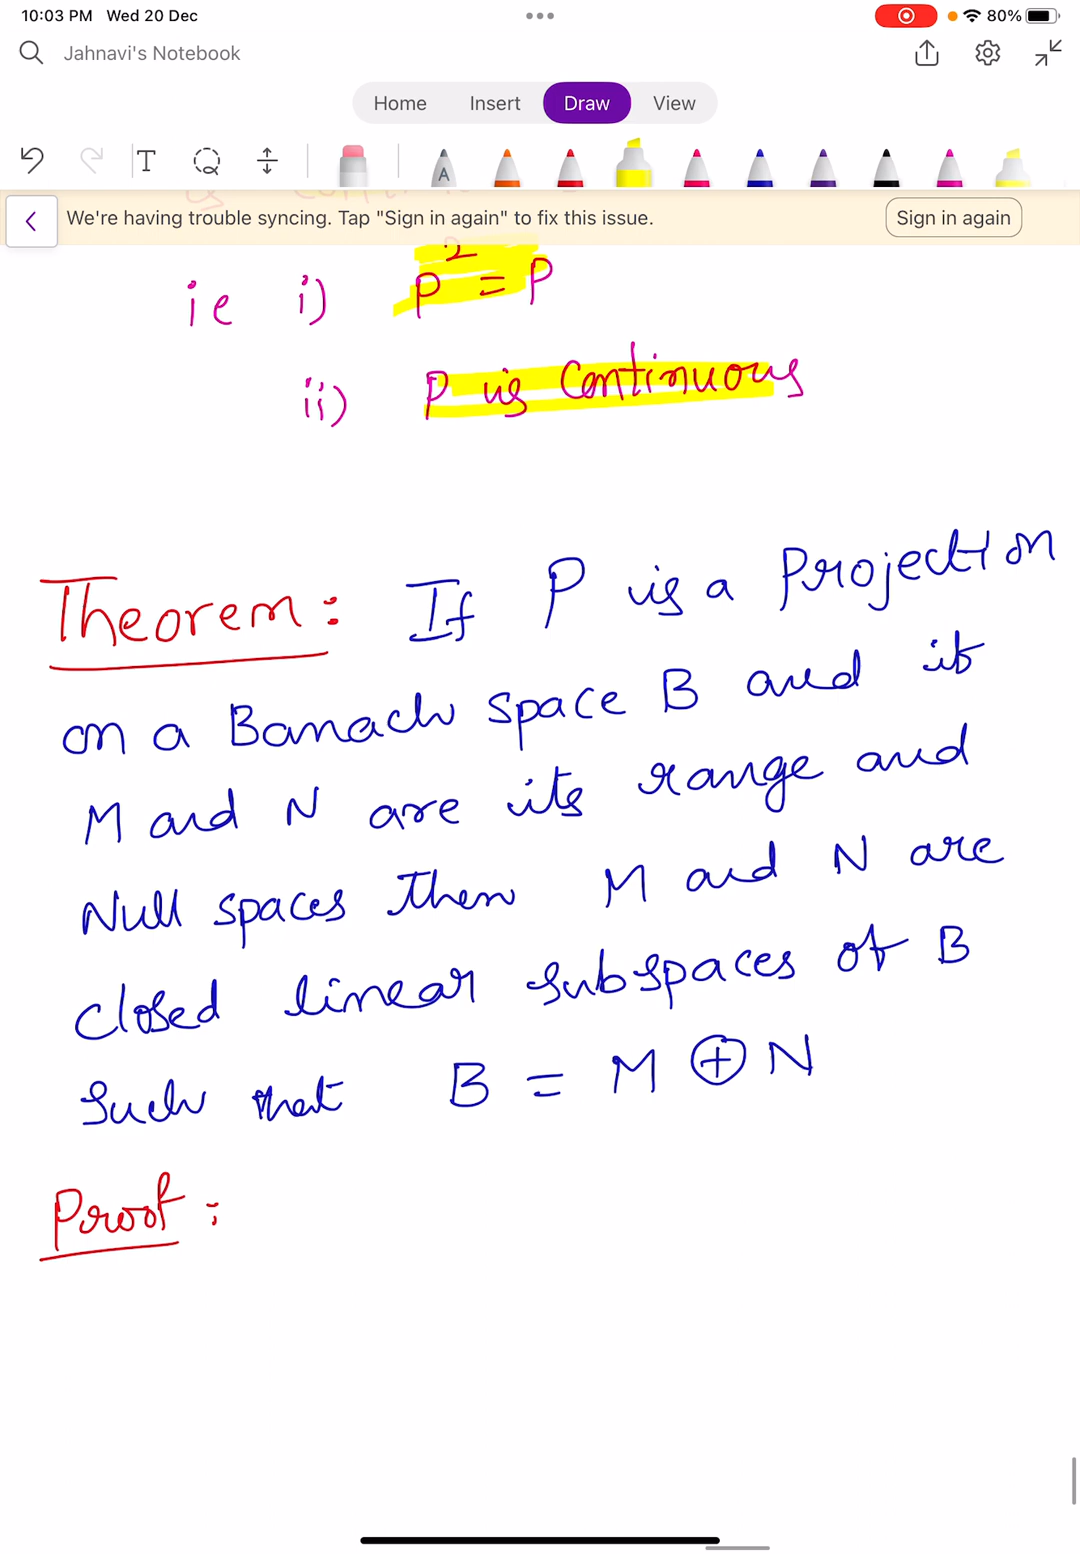 10:03 PM Wed 20 Dec
80%
Jahnavi's Notebook
Home Insert Draw View
T
A
We're having trouble syncing. Tap "Sign in again" to fix this issue. Sign in again
ie i) P² = P
ii) P is Continuous
Theorem: If P is a Projection
on a Banach space B and if
M and N are its range and
Null spaces then M and N are
closed linear subspaces of B
Such that B = M ⊕ N
Proof :